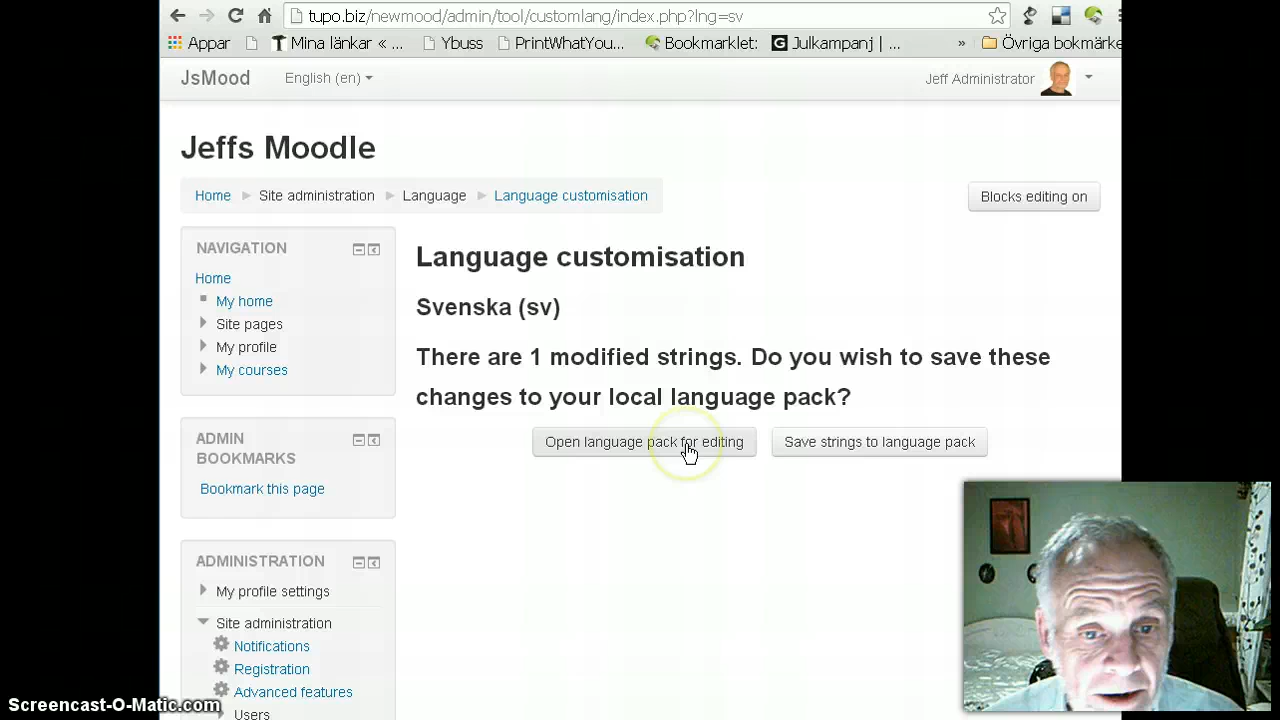 tupo.biz/newmood/admin/tool/customlang/index.php?lng=sv
Appar Mina länkar « ... Ybuss PrintWhatYou... Bookmarklet: Julkampanj | ... » Övriga bokmärke
JsMood English (en) Jeff Administrator
Jeffs Moodle
Home Site administration Language Language customisation Blocks editing on
NAVIGATION
Home
My home
Site pages
My profile
My courses
ADMIN
BOOKMARKS
Bookmark this page
ADMINISTRATION
My profile settings
Site administration
Notifications
Registration
Advanced features
Users
Language customisation
Svenska (sv)
There are 1 modified strings. Do you wish to save these
changes to your local language pack?
Open language pack for editing Save strings to language pack
Screencast-O-Matic.com